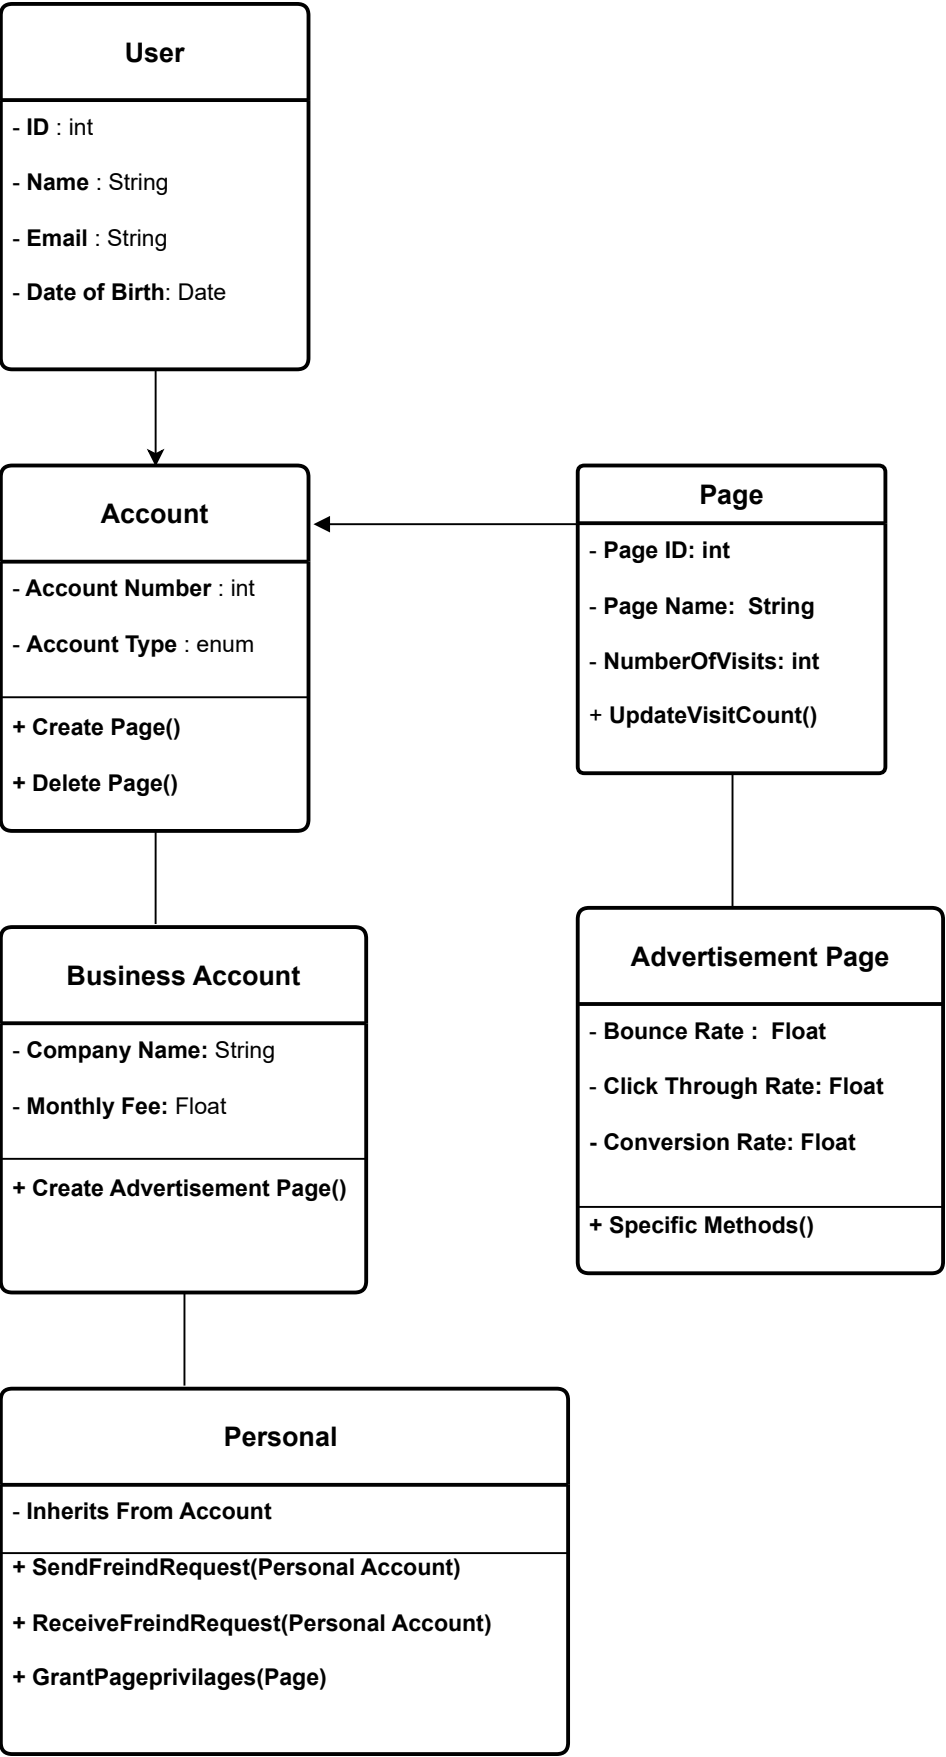 User
- ID : int
- Name : String
- Email : String
- Date of Birth: Date
Account
- Account Number : int
- Account Type : enum
+ Create Page()
+ Delete Page()
Page
- Page ID: int
- Page Name:  String
- NumberOfVisits: int
+ UpdateVisitCount()
Business Account
- Company Name: String
- Monthly Fee: Float
+ Create Advertisement Page()
Advertisement Page
- Bounce Rate :  Float
- Click Through Rate: Float
- Conversion Rate: Float
+ Specific Methods()
Personal
- Inherits From Account
+ SendFreindRequest(Personal Account)
+ ReceiveFreindRequest(Personal Account)
+ GrantPageprivilages(Page)